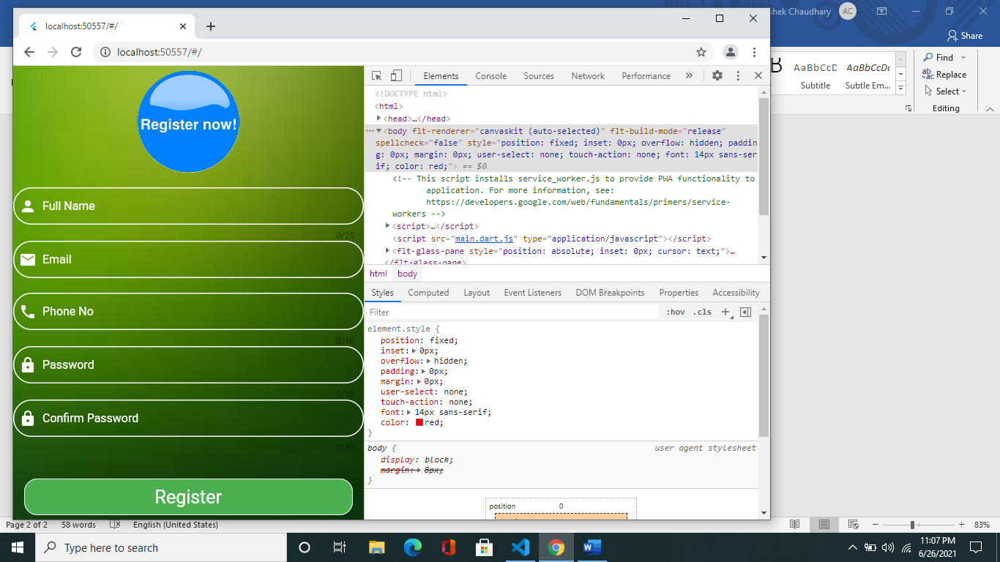 localhost:50557/#/
shek Chaudhary
AC
Share
localhost:50557/#/
Find
Replace
Select
Editing
AaBbCcD
AaBbCcDc
Subtitle
Subtle Em...
Elements
Console
Sources
Network
Performance
Register now!
Full Name
0/25
Email
Phone No
0/10
Password
0/10
Confirm Password
0/10
Register
<!DOCTYPE html>
<html>
<head>…</head>
<body flt-renderer="canvaskit (auto-selected)" flt-build-mode="release"
spellcheck="false" style="position: fixed; inset: 0px; overflow: hidden; paddin
g: 0px; margin: 0px; user-select: none; touch-action: none; font: 14px sans-ser
if; color: red;"> == $0
<!-- This script installs service_worker.js to provide PWA functionality to
application. For more information, see:
https://developers.google.com/web/fundamentals/primers/service-
workers -->
<script>…</script>
<script src="main.dart.js" type="application/javascript"></script>
<flt-glass-pane style="position: absolute; inset: 0px; cursor: text;">…
</flt-glass-pane>
html
body
Styles
Computed
Layout
Event Listeners
DOM Breakpoints
Properties
Accessibility
Filter
:hov
.cls
element.style {
position: fixed;
inset: 0px;
overflow: hidden;
padding: 0px;
margin: 0px;
user-select: none;
touch-action: none;
font: 14px sans-serif;
color: red;
}
body {
user agent stylesheet
display: block;
margin: 8px;
}
position
0
Page 2 of 2
58 words
English (United States)
83%
Type here to search
11:07 PM
6/26/2021